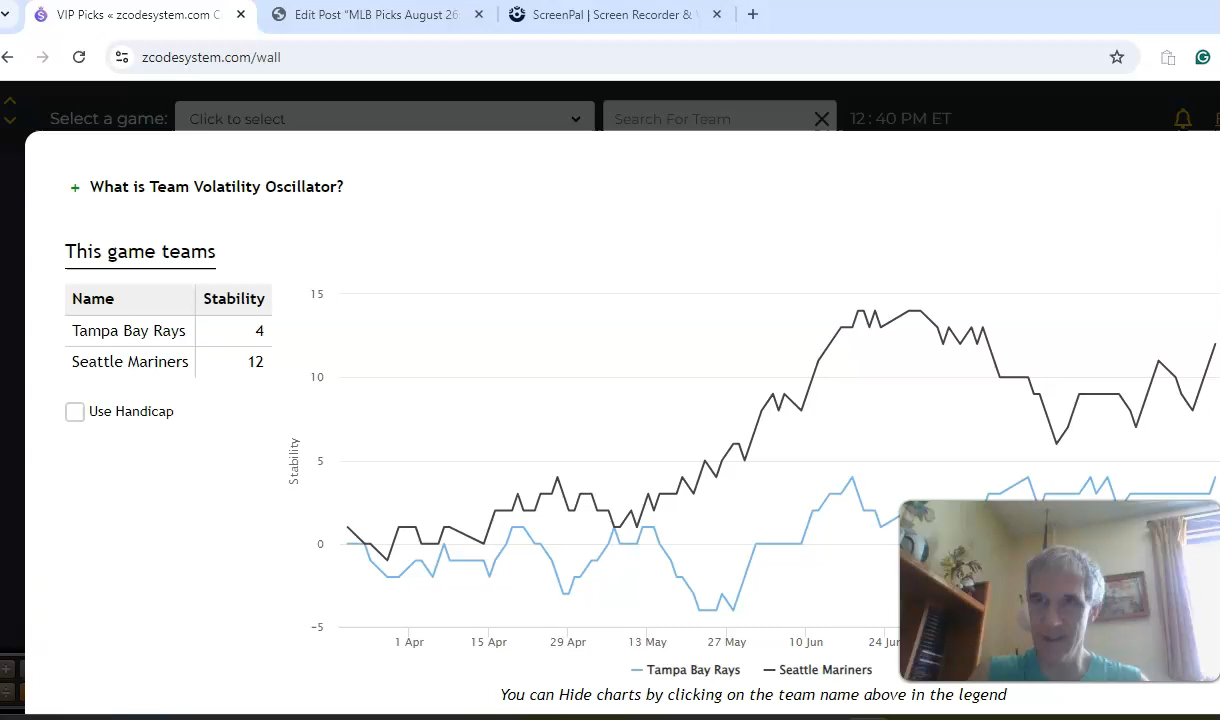 VIP Picks « zcodesystem.com
Edit Post "MLB Picks August 26
ScreenPal | Screen Recorder &
zcodesystem.com/wall
Select a game:
Click to select
Search For Team
12:40 PM ET
+ What is Team Volatility Oscillator?
This game teams
Name Stability
Tampa Bay Rays 4
Seattle Mariners 12
Use Handicap
Stability
15
10
5
0
-5
1 Apr 15 Apr 29 Apr 13 May 27 May 10 Jun 24 Jun
Tampa Bay Rays Seattle Mariners
You can Hide charts by clicking on the team name above in the legend